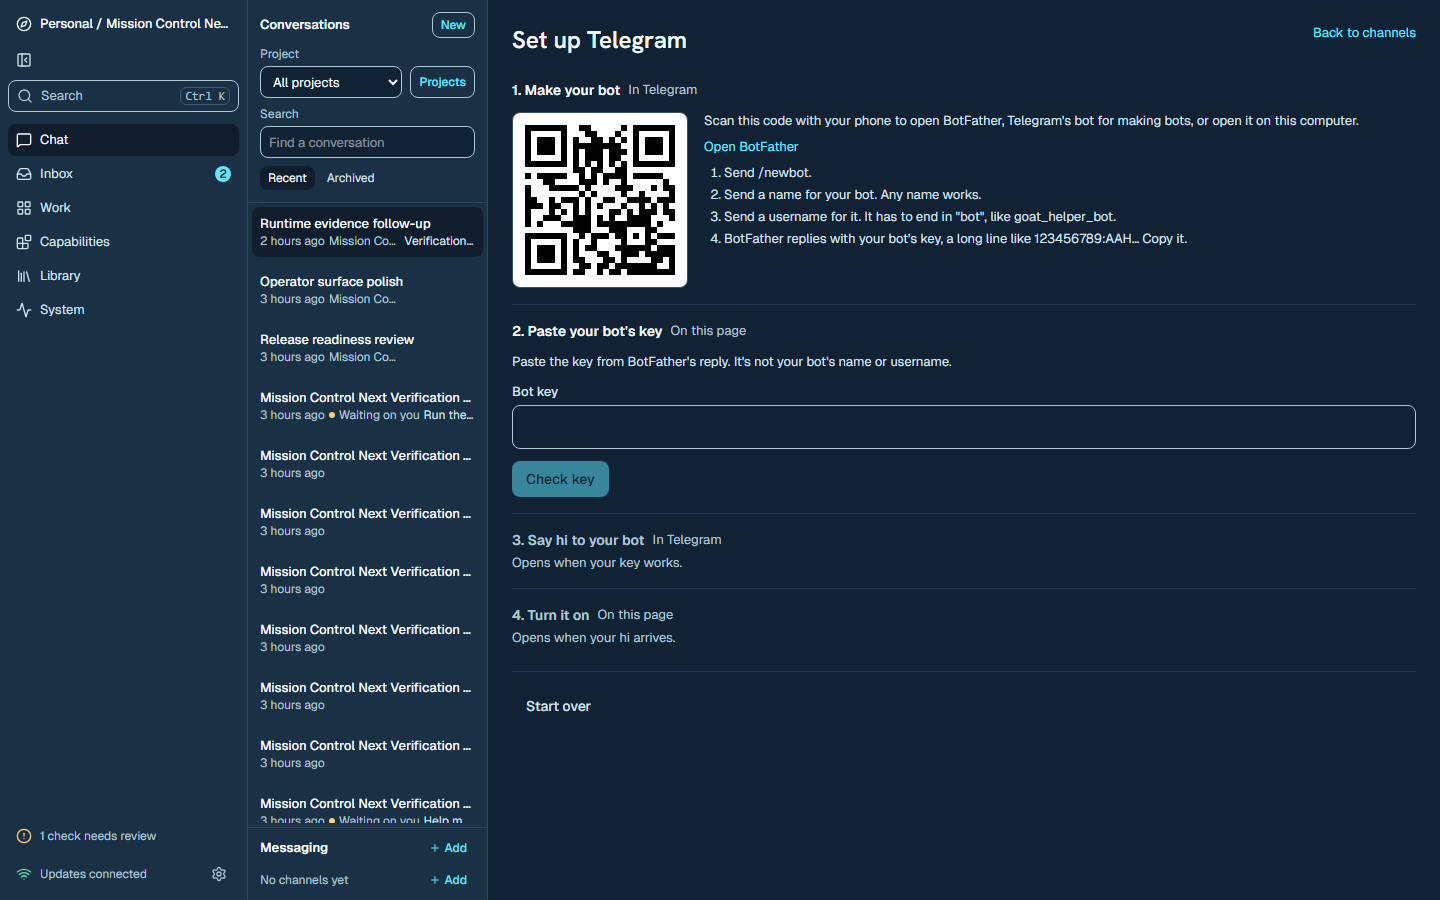 Personal / Mission Control Ne...
Search
Ctrl K
Chat
Inbox
2
Work
Capabilities
Library
System
1 check needs review
Updates connected
Conversations
New
Project
All projects
Projects
Search
Find a conversation
Recent
Archived
Runtime evidence follow-up
2 hours ago Mission Co... Verification...
Operator surface polish
3 hours ago Mission Co...
Release readiness review
3 hours ago Mission Co...
Mission Control Next Verification ...
3 hours ago Waiting on you Run the...
Mission Control Next Verification ...
3 hours ago
Mission Control Next Verification ...
3 hours ago
Mission Control Next Verification ...
3 hours ago
Mission Control Next Verification ...
3 hours ago
Mission Control Next Verification ...
3 hours ago
Mission Control Next Verification ...
3 hours ago
Mission Control Next Verification ...
3 hours ago Waiting on you Help m...
Messaging
+ Add
No channels yet
+ Add
Set up Telegram
Back to channels
1. Make your bot In Telegram
Scan this code with your phone to open BotFather, Telegram's bot for making bots, or open it on this computer.
Open BotFather
1. Send /newbot.
2. Send a name for your bot. Any name works.
3. Send a username for it. It has to end in "bot", like goat_helper_bot.
4. BotFather replies with your bot's key, a long line like 123456789:AAH... Copy it.
2. Paste your bot's key On this page
Paste the key from BotFather's reply. It's not your bot's name or username.
Bot key
Check key
3. Say hi to your bot In Telegram
Opens when your key works.
4. Turn it on On this page
Opens when your hi arrives.
Start over